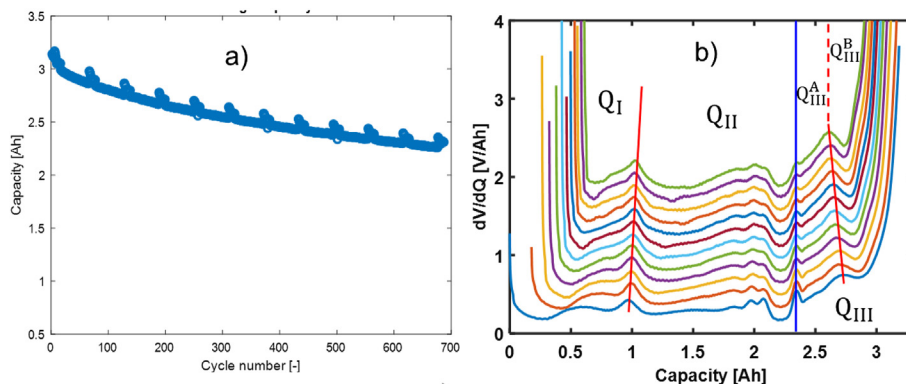 a)
3.5
3
2.5
2
1.5
1
0.5
0 100 200 300 400 500 600 700
Capacity [Ah]
Cycle number [-]
b)
4
3
2
1
0
0 0.5 1 1.5 2 2.5 3
dV/dQ [V/Ah]
Capacity [Ah]
Q_I
Q_II
Q_III^A
Q_III^B
Q_III